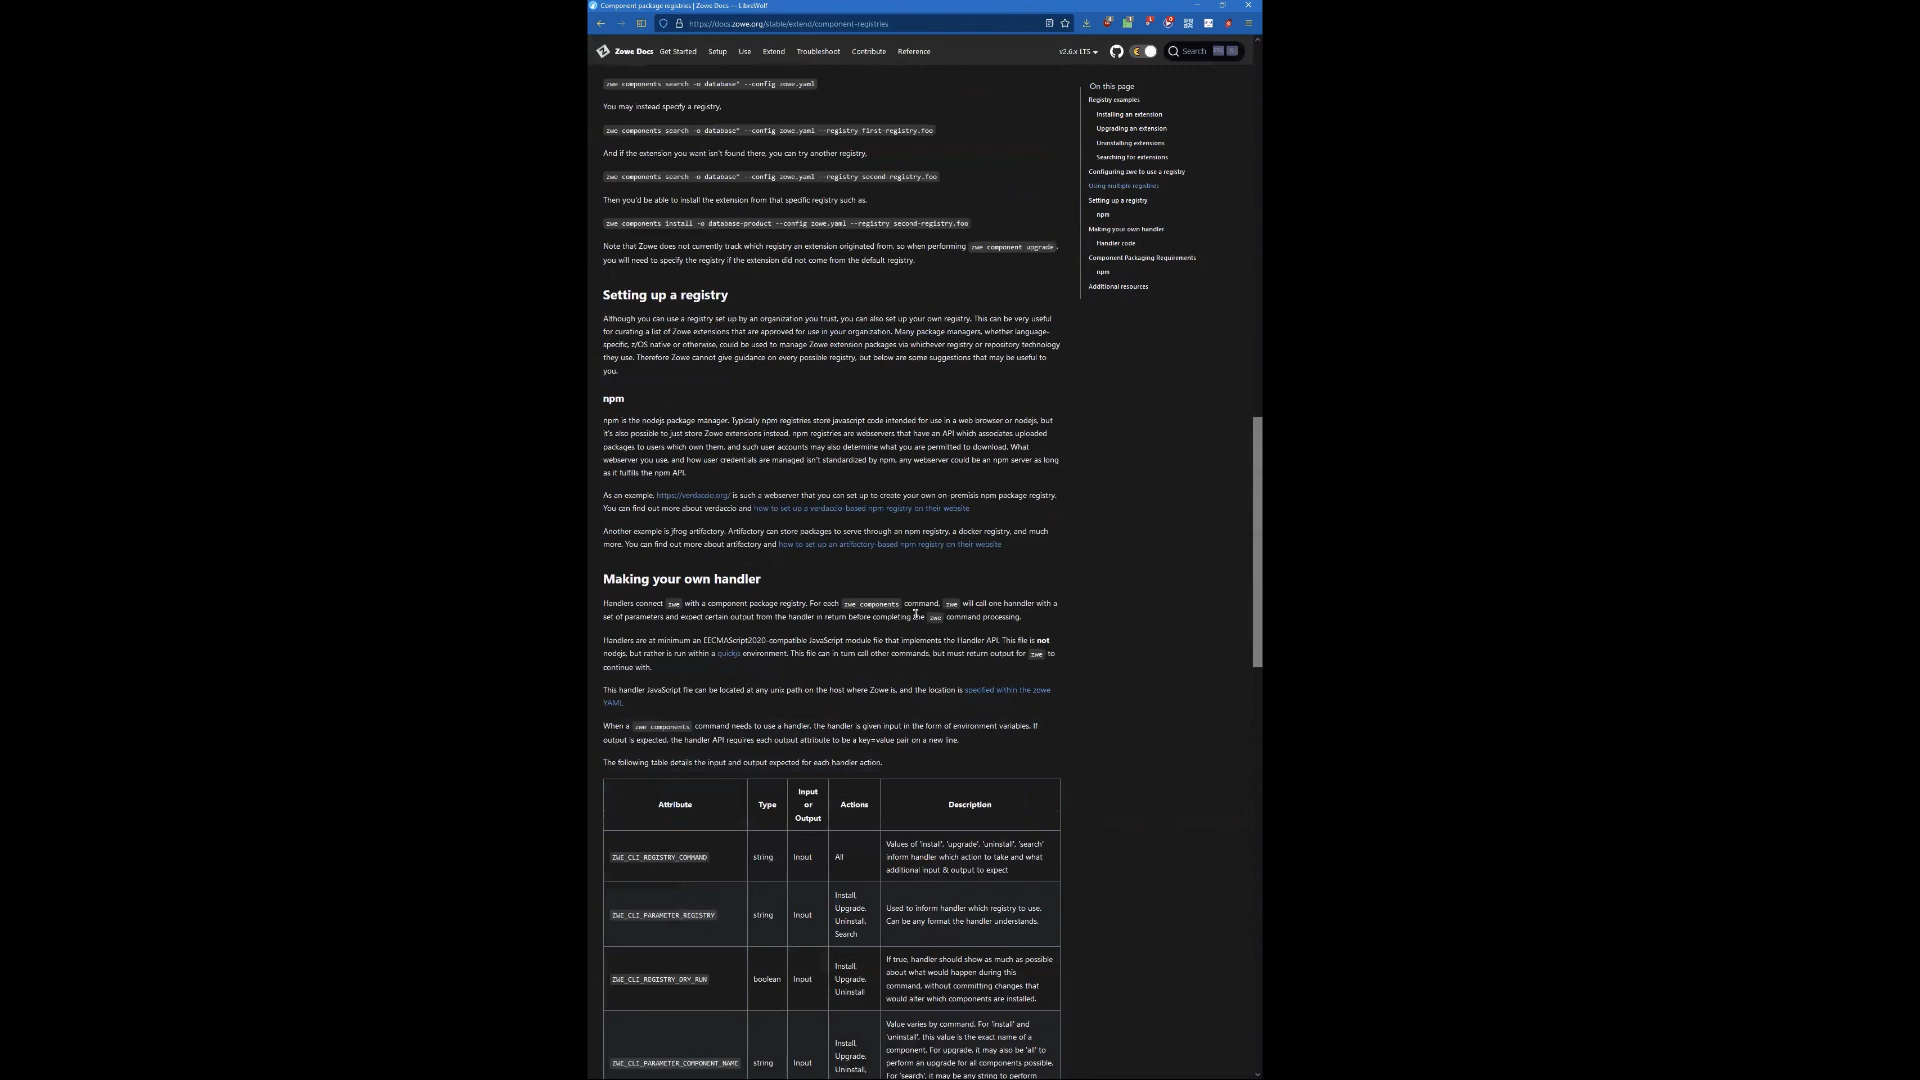 Component package registries | Zowe Docs — LibreWolf
https://docs.zowe.org/stable/extend/component-registries
Zowe Docs Get Started Setup Use Extend Troubleshoot Contribute Reference v2.6.x LTS Search
zwe components search -o database* --config zowe.yaml
You may instead specify a registry,
zwe components search -o database* --config zowe.yaml --registry first-registry.foo
And if the extension you want isn't found there, you can try another registry,
zwe components search -o database* --config zowe.yaml --registry second-registry.foo
Then you'd be able to install the extension from that specific registry such as,
zwe components install -o database-product --config zowe.yaml --registry second-registry.foo
Note that Zowe does not currently track which registry an extension originated from, so when performing zwe component upgrade ,
you will need to specify the registry if the extension did not come from the default registry.
Setting up a registry
Although you can use a registry set up by an organization you trust, you can also set up your own registry. This can be very useful
for curating a list of Zowe extensions that are approved for use in your organization. Many package managers, whether language-
specific, z/OS native or otherwise, could be used to manage Zowe extension packages via whichever registry or repository technology
they use. Therefore Zowe cannot give guidance on every possible registry, but below are some suggestions that may be useful to
you.
npm
npm is the nodejs package manager. Typically npm registries store javascript code intended for use in a web browser or nodejs, but
it's also possible to just store Zowe extensions instead. npm registries are webservers that have an API which associates uploaded
packages to users which own them, and such user accounts may also determine what you are permitted to download. What
webserver you use, and how user credentials are managed isn't standardized by npm, any webserver could be an npm server as long
as it fulfills the npm API.
As an example, https://verdaccio.org/ is such a webserver that you can set up to create your own on-premisis npm package registry.
You can find out more about verdaccio and how to set up a verdaccio-based npm registry on their website
Another example is jfrog artifactory. Artifactory can store packages to serve through an npm registry, a docker registry, and much
more. You can find out more about artifactory and how to set up an artifactory-based npm registry on their website
Making your own handler
Handlers connect zwe with a component package registry. For each zwe components command, zwe will call one hanndler with a
set of parameters and expect certain output from the handler in return before completing the zwe command processing.
Handlers are at minimum an EECMAScript2020-compatible JavaScript module file that implements the Handler API. This file is not
nodejs, but rather is run within a quickjs environment. This file can in turn call other commands, but must return output for zwe to
continue with.
This handler JavaScript file can be located at any unix path on the host where Zowe is, and the location is specified within the zowe
YAML
When a zwe components command needs to use a handler, the handler is given input in the form of environment variables. If
output is expected, the handler API requires each output attribute to be a key=value pair on a new line.
The following table details the input and output expected for each handler action.
Attribute Type Input or Output Actions Description
ZWE_CLI_REGISTRY_COMMAND string Input All Values of 'install', 'upgrade', 'uninstall', 'search'
inform handler which action to take and what
additional input & output to expect
ZWE_CLI_PARAMETER_REGISTRY string Input Install, Upgrade, Uninstall, Search Used to inform handler which registry to use.
Can be any format the handler understands.
ZWE_CLI_REGISTRY_DRY_RUN boolean Input Install, Upgrade, Uninstall If true, handler should show as much as possible
about what would happen during this
command, without committing changes that
would alter which components are installed.
ZWE_CLI_PARAMETER_COMPONENT_NAME string Input Install, Upgrade, Uninstall, Value varies by command. For 'install' and
'uninstall', this value is the exact name of a
component. For upgrade, it may also be 'all' to
perform an upgrade for all components possible.
For 'search', it may be any string to perform
On this page
Registry examples
Installing an extension
Upgrading an extension
Uninstalling extensions
Searching for extensions
Configuring zwe to use a registry
Using multiple registries
Setting up a registry
npm
Making your own handler
Handler code
Component Packaging Requirements
npm
Additional resources